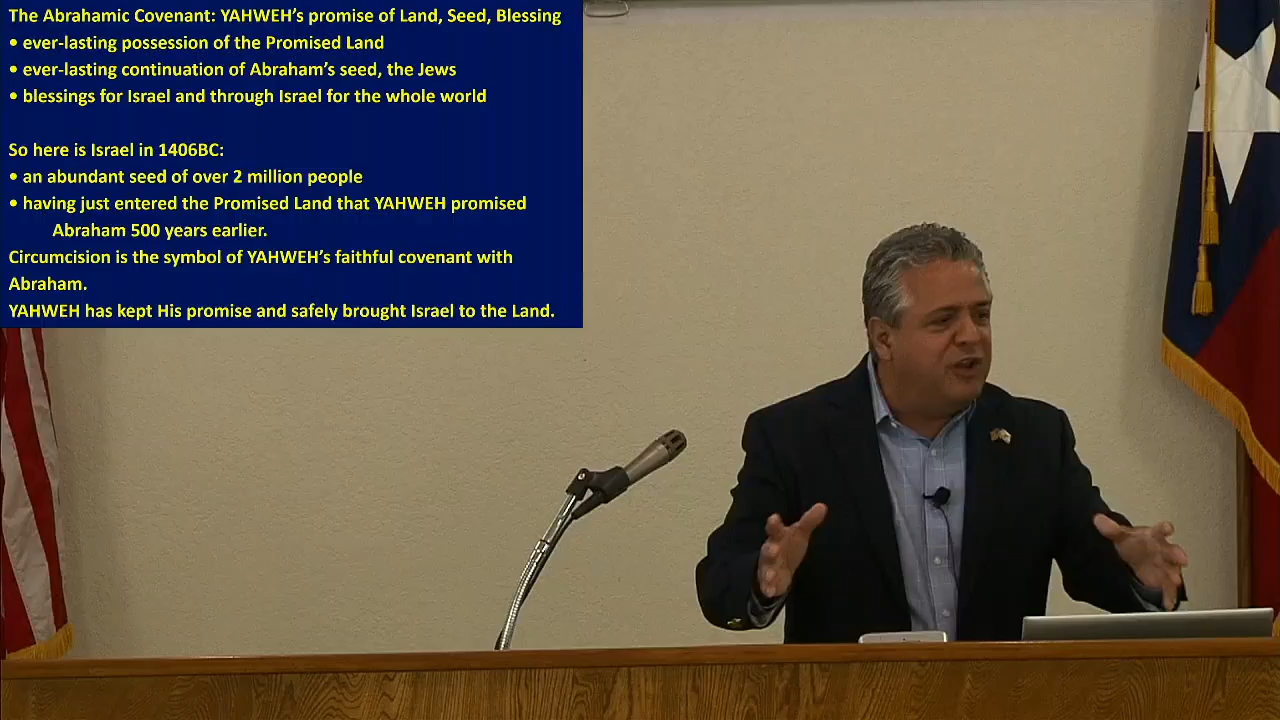 The Abrahamic Covenant: YAHWEH's promise of Land, Seed, Blessing
• ever-lasting possession of the Promised Land
• ever-lasting continuation of Abraham's seed, the Jews
• blessings for Israel and through Israel for the whole world
So here is Israel in 1406BC:
• an abundant seed of over 2 million people
• having just entered the Promised Land that YAHWEH promised
Abraham 500 years earlier.
Circumcision is the symbol of YAHWEH's faithful covenant with
Abraham.
YAHWEH has kept His promise and safely brought Israel to the Land.